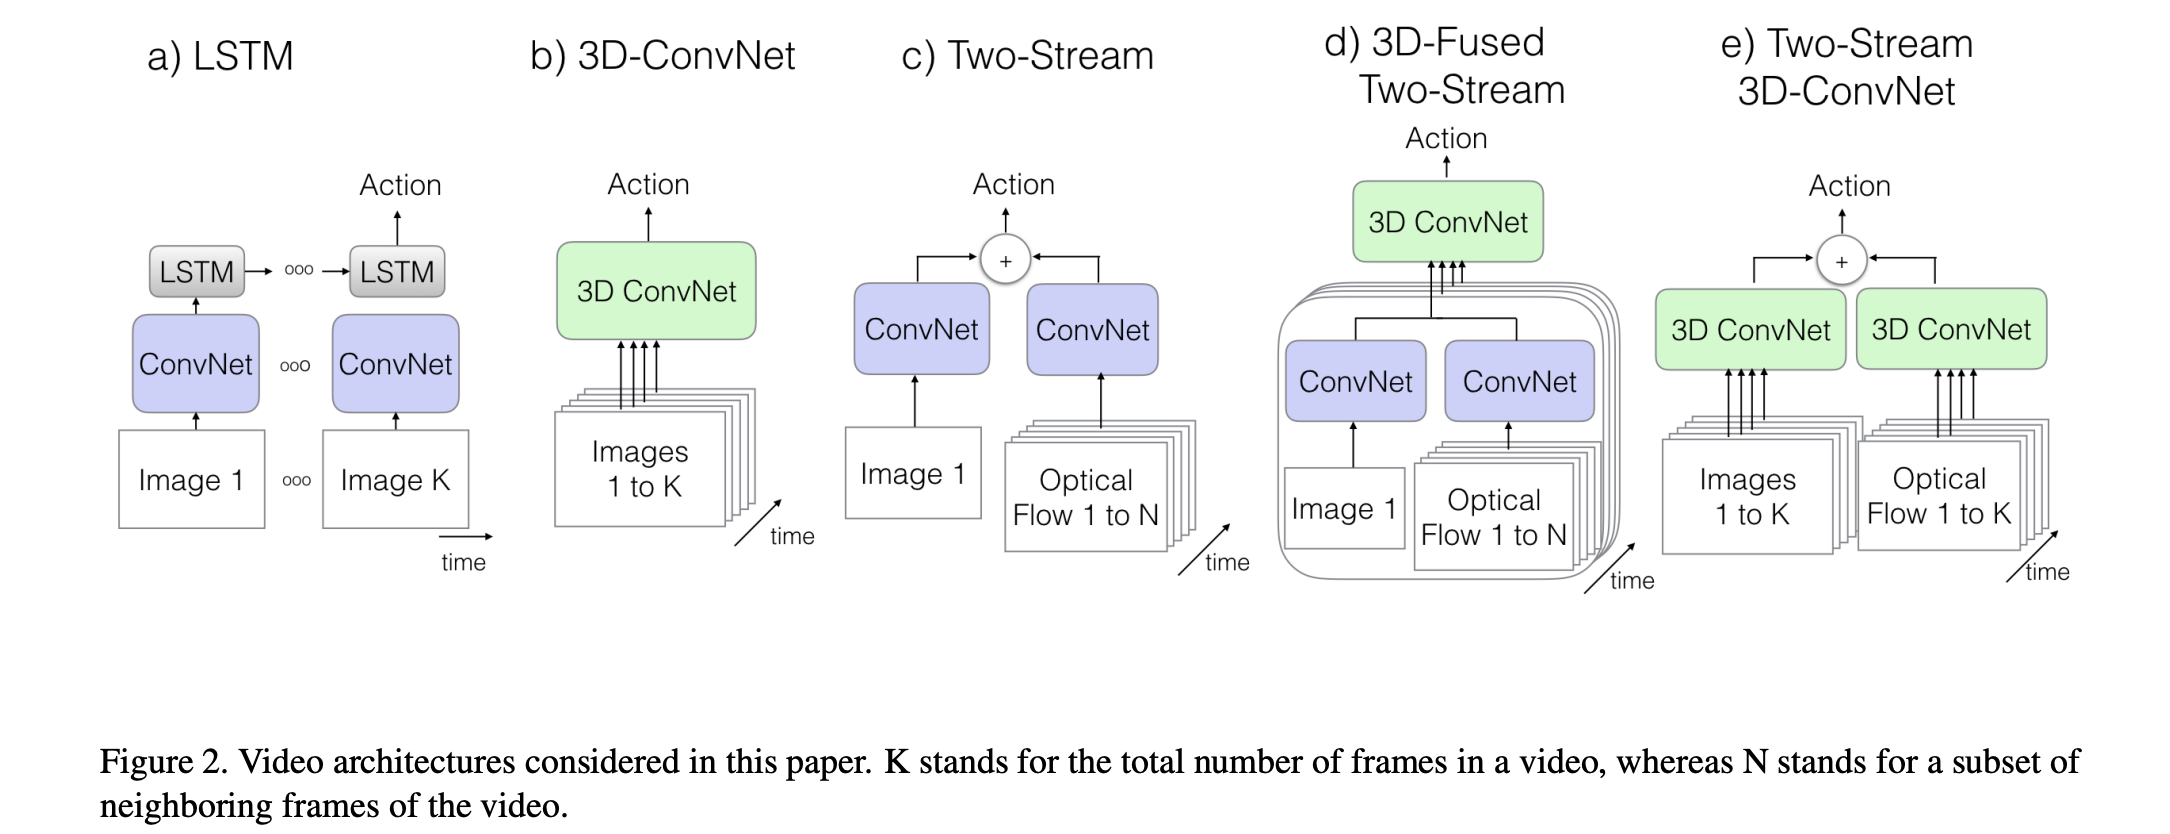 a) LSTM
Action
LSTM
ooo
LSTM
ConvNet
ooo
ConvNet
Image 1
ooo
Image K
time
b) 3D-ConvNet
Action
3D ConvNet
Images
1 to K
time
c) Two-Stream
Action
+
ConvNet
ConvNet
Image 1
Optical
Flow 1 to N
time
d) 3D-Fused
Two-Stream
Action
3D ConvNet
ConvNet
ConvNet
Image 1
Optical
Flow 1 to N
time
e) Two-Stream
3D-ConvNet
Action
+
3D ConvNet
3D ConvNet
Images
1 to K
Optical
Flow 1 to K
time
Figure 2. Video architectures considered in this paper. K stands for the total number of frames in a video, whereas N stands for a subset of
neighboring frames of the video.